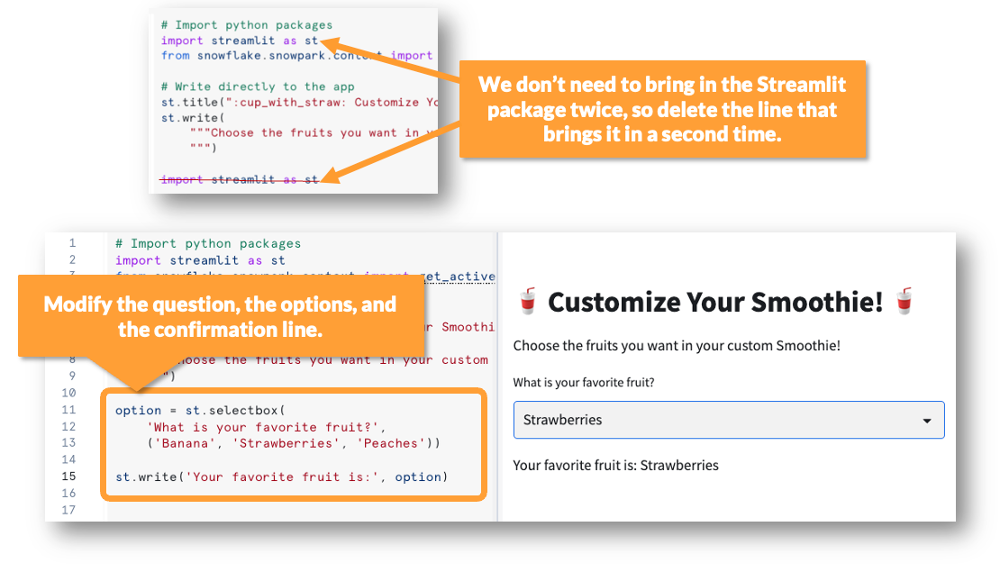 # Import python packages
import streamlit as st
from snowflake.snowpark.context import
# Write directly to the app
st.title(":cup_with_straw: Customize Yo
st.write(
"""Choose the fruits you want in y
""")
import streamlit as st
We don't need to bring in the Streamlit
package twice, so delete the line that
brings it in a second time.
1 # Import python packages
2 import streamlit as st
3 from snowflake.snowpark.context import get_active
Modify the question, the options, and
the confirmation line.
Smoothi
8 hoose the fruits you want in your custom
9 ")
10
11 option = st.selectbox(
12 'What is your favorite fruit?',
13 ('Banana', 'Strawberries', 'Peaches'))
14
15 st.write('Your favorite fruit is:', option)
16
17
Customize Your Smoothie!
Choose the fruits you want in your custom Smoothie!
What is your favorite fruit?
Strawberries
Your favorite fruit is: Strawberries